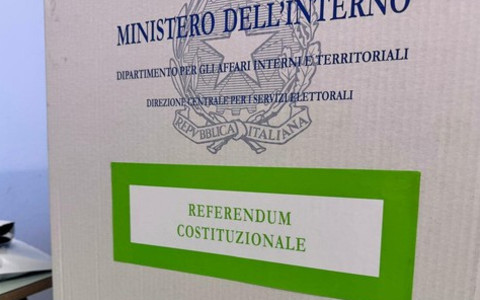 MINISTERO DELL'INTERNO
DIPARTIMENTO PER GLI AFFARI INTERNI E TERRITORIALI
DIREZIONE CENTRALE PER I SERVIZI ELETTORALI
REPVBBLICA ITALIANA
REFERENDUM
COSTITUZIONALE